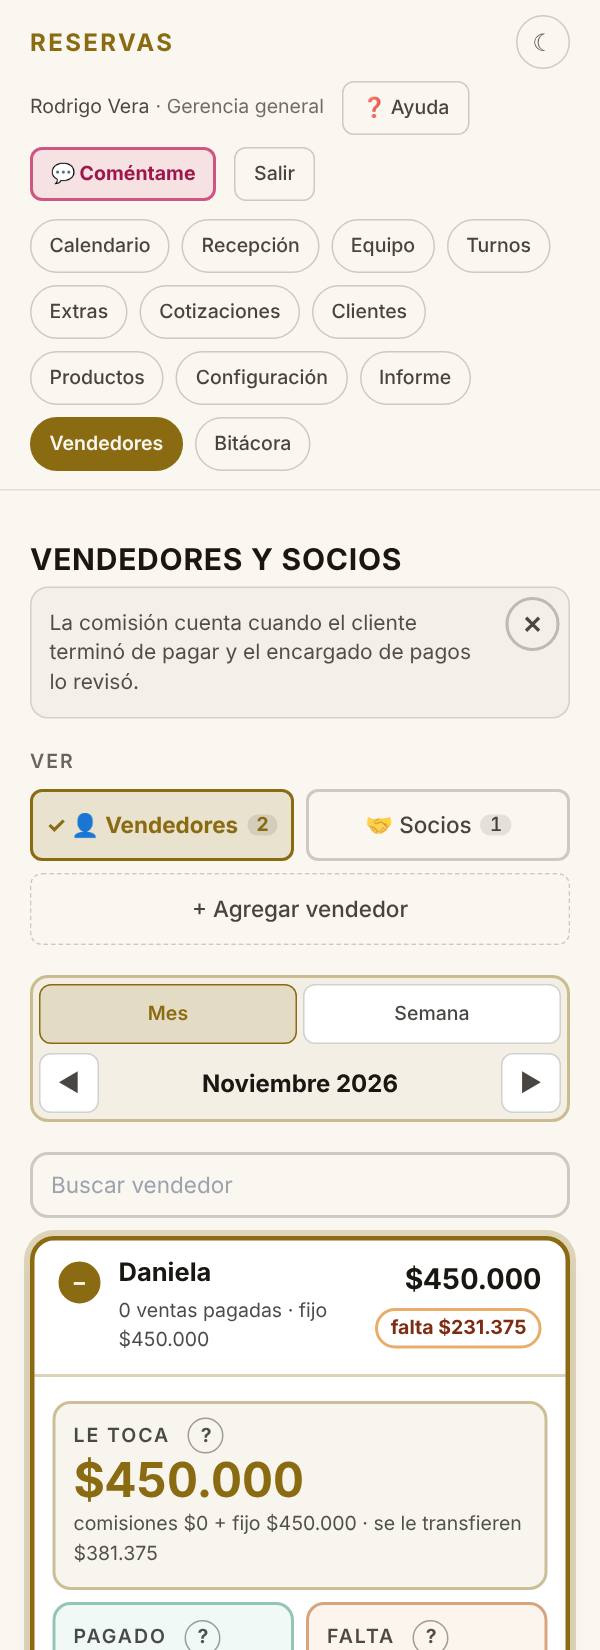 RESERVAS
Rodrigo Vera · Gerencia general
❓ Ayuda
💬 Coméntame
Salir
Calendario
Recepción
Equipo
Turnos
Extras
Cotizaciones
Clientes
Productos
Configuración
Informe
Vendedores
Bitácora
VENDEDORES Y SOCIOS
La comisión cuenta cuando el cliente
terminó de pagar y el encargado de pagos
lo revisó.
✕
VER
✓ 👤 Vendedores 2
🤝 Socios 1
+ Agregar vendedor
Mes
Semana
◀ Noviembre 2026 ▶
Buscar vendedor
–
Daniela
$450.000
0 ventas pagadas · fijo
$450.000
falta $231.375
LE TOCA ?
$450.000
comisiones $0 + fijo $450.000 · se le transfieren
$381.375
PAGADO ?
FALTA ?